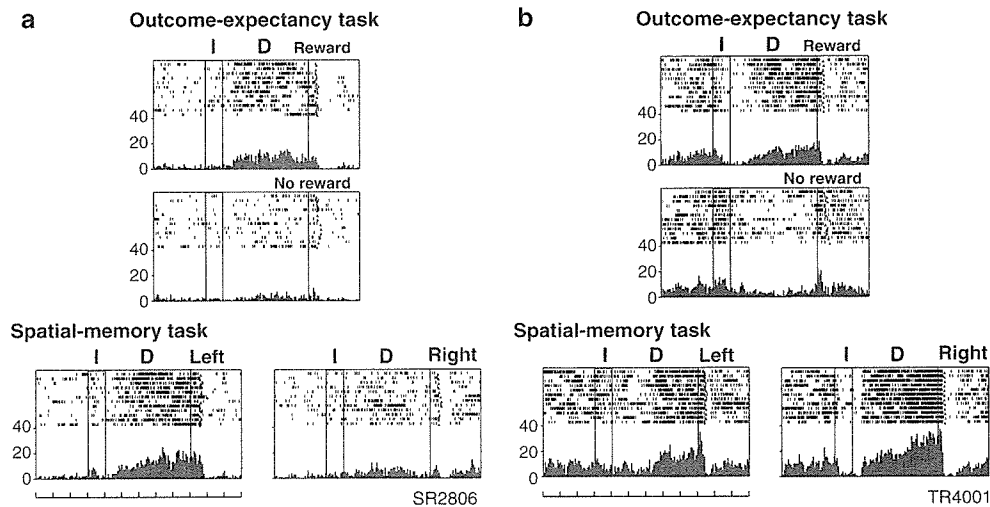 a
Outcome-expectancy task
I D Reward
40
20
0
No reward
40
20
0
Spatial-memory task
I D Left
I D Right
40
20
0
SR2806
b
Outcome-expectancy task
I D Reward
40
20
0
No reward
40
20
0
Spatial-memory task
I D Left
I D Right
40
20
0
TR4001